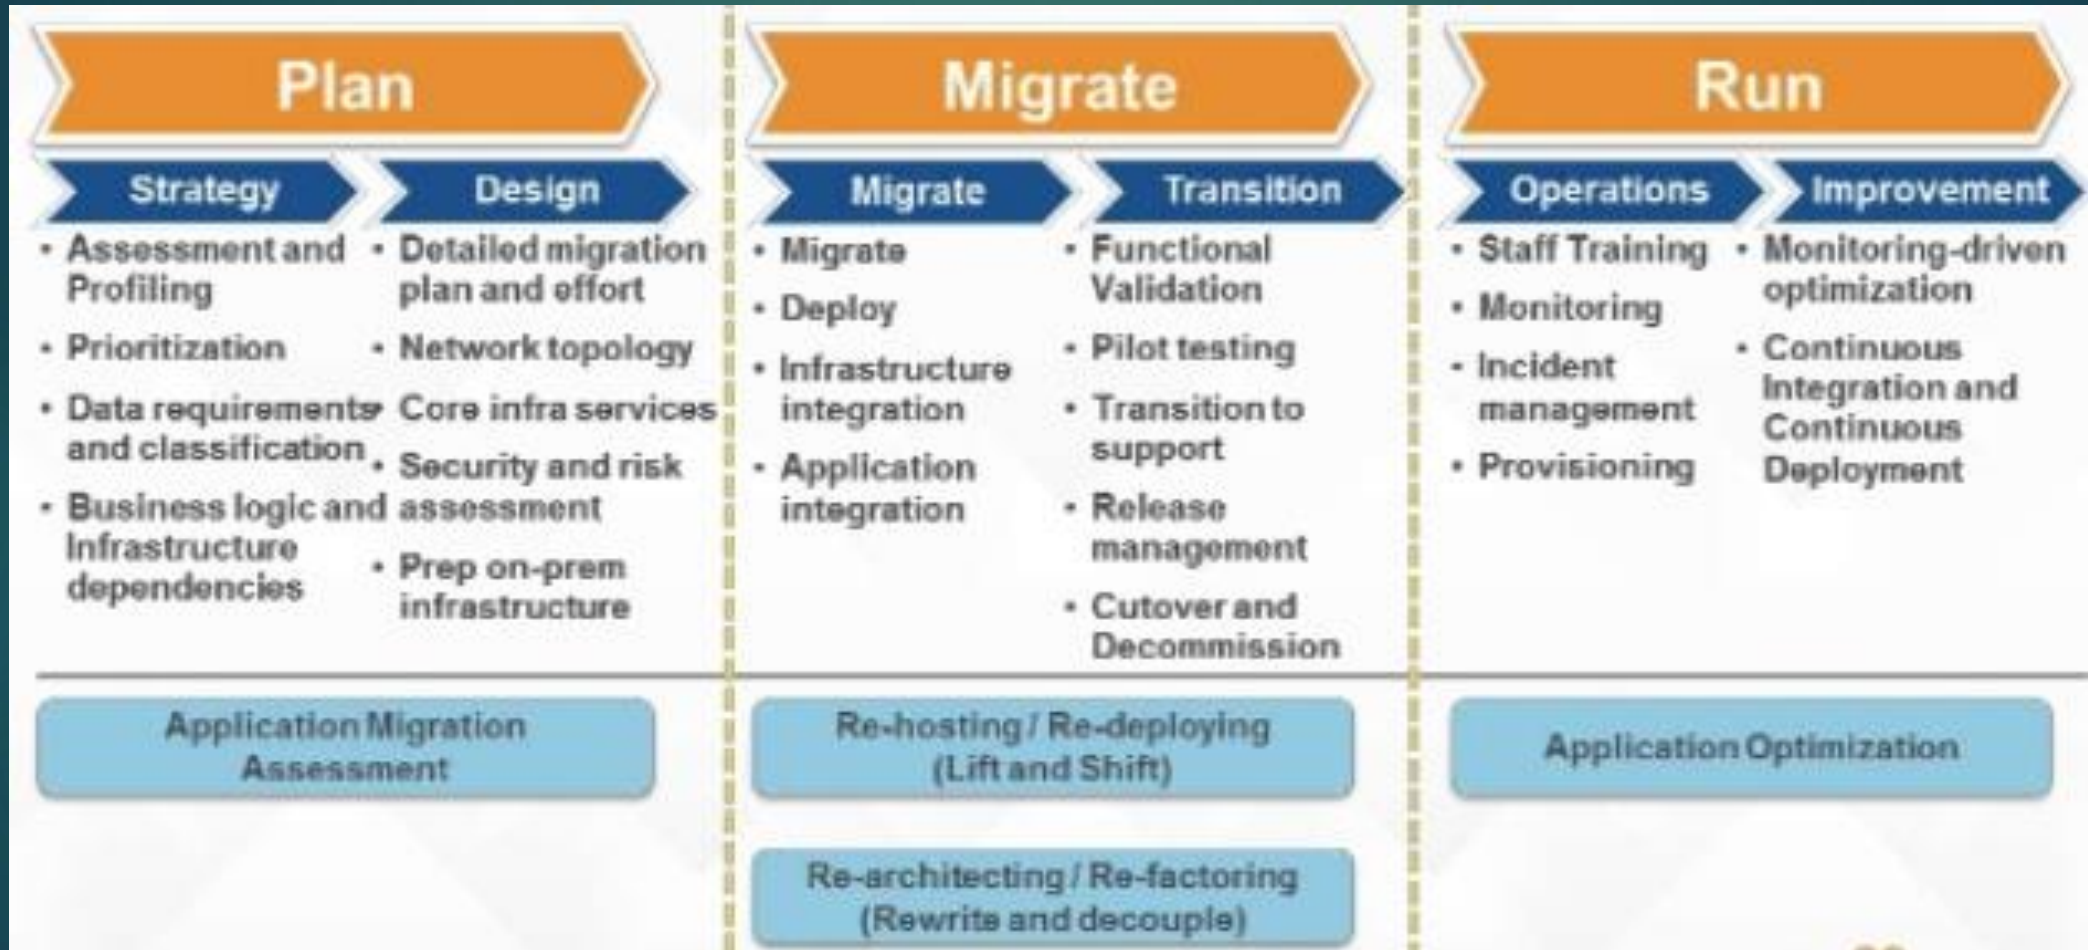 Plan
Strategy
Design
• Assessment and
Profiling
• Prioritization
• Data requirements
and classification
• Business logic and
Infrastructure
dependencies
• Detailed migration
plan and effort
• Network topology
• Core infra services
• Security and risk
assessment
• Prep on-prem
infrastructure
Application Migration
Assessment
Migrate
Migrate
Transition
• Migrate
• Deploy
• Infrastructure
integration
• Application
integration
• Functional
Validation
• Pilot testing
• Transition to
support
• Release
management
• Cutover and
Decommission
Re-hosting / Re-deploying
(Lift and Shift)
Re-architecting / Re-factoring
(Rewrite and decouple)
Run
Operations
Improvement
• Staff Training
• Monitoring
• Incident
management
• Provisioning
• Monitoring-driven
optimization
• Continuous
Integration and
Continuous
Deployment
Application Optimization